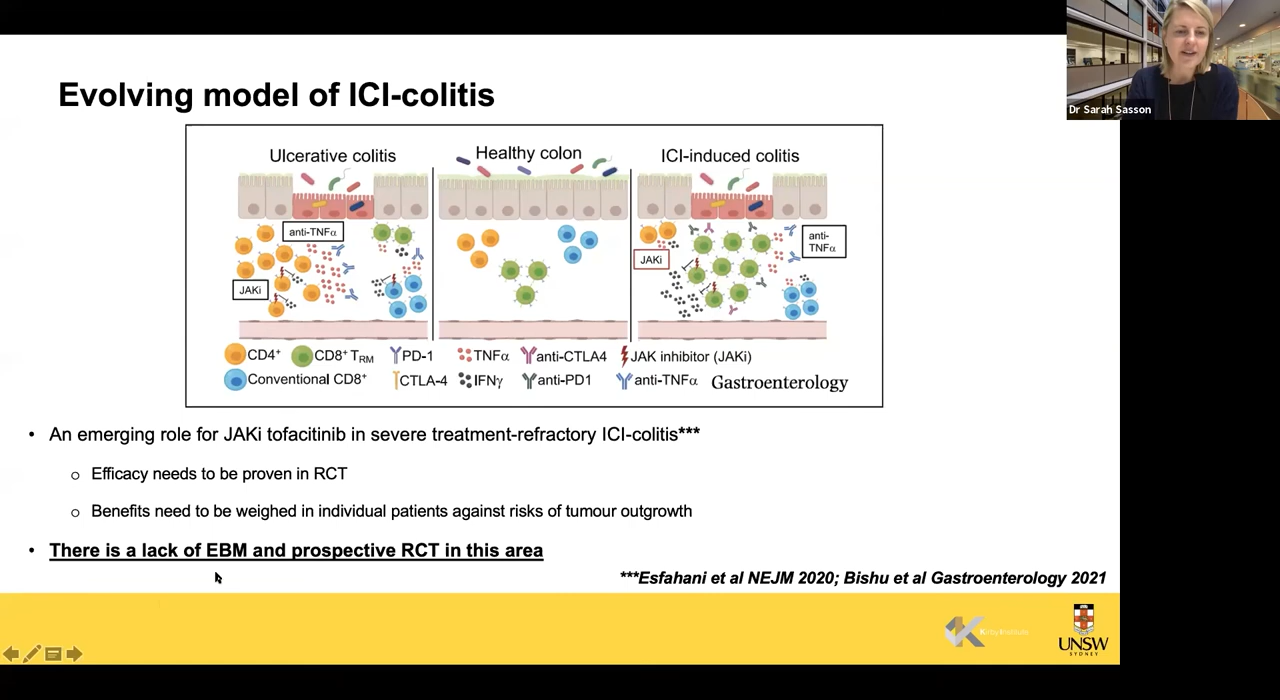 Dr Sarah Sasson
Evolving model of ICI-colitis
Ulcerative colitis
Healthy colon
ICI-induced colitis
anti-TNFα
JAKi
JAKi
anti-
TNFα
CD4⁺
CD8⁺ T_RM
PD-1
TNFα
anti-CTLA4
JAK inhibitor (JAKi)
Conventional CD8⁺
CTLA-4
IFNγ
anti-PD1
anti-TNFα
Gastroenterology
• An emerging role for JAKi tofacitinib in severe treatment-refractory ICI-colitis***
o Efficacy needs to be proven in RCT
o Benefits need to be weighed in individual patients against risks of tumour outgrowth
• There is a lack of EBM and prospective RCT in this area
***Esfahani et al NEJM 2020; Bishu et al Gastroenterology 2021
Kirby Institute
UNSW
SYDNEY